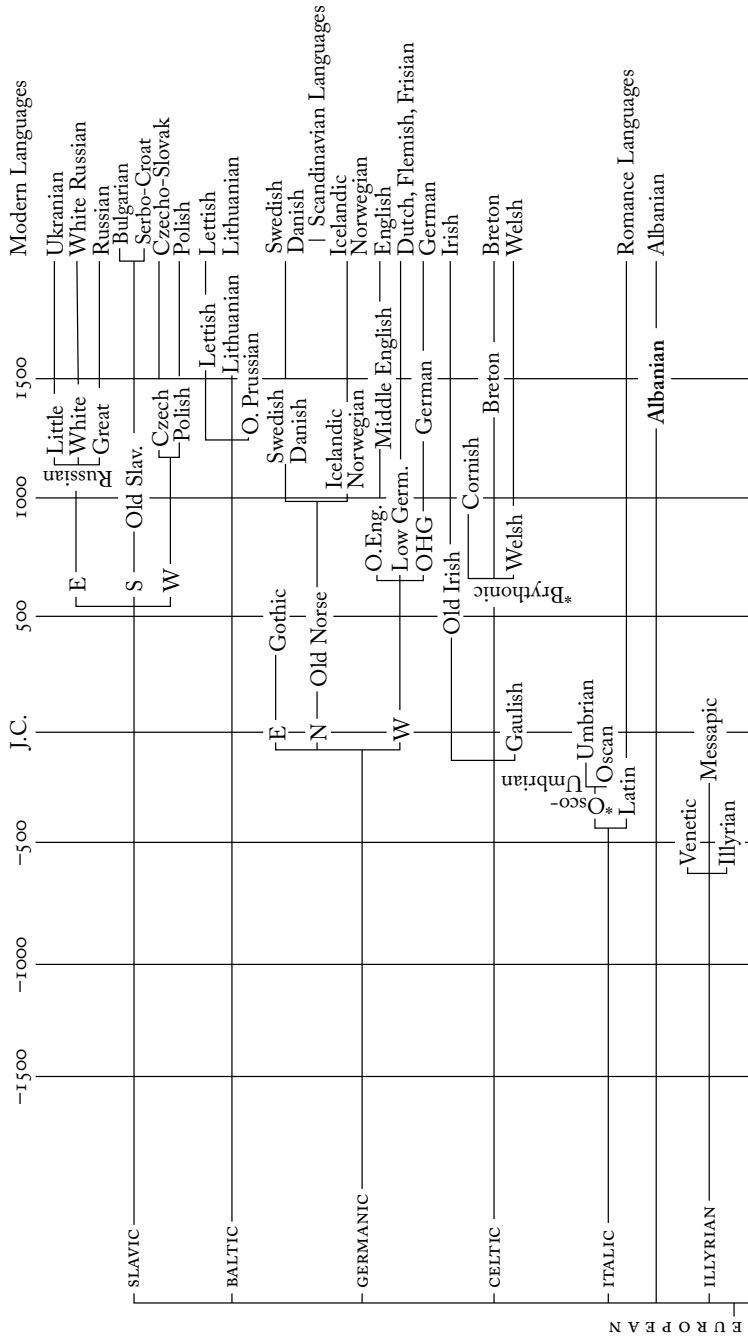 Modern Languages
Ukranian
White Russian
Russian
Bulgarian
Serbo-Croat
Czecho-Slovak
Polish
Lettish
Lithuanian
Swedish
Danish
| Scandinavian Languages
Icelandic
Norwegian
English
Dutch, Flemish, Frisian
German
Irish
Breton
Welsh
Romance Languages
Albanian
1500
Lettish
Lithuanian
O. Prussian
Middle English
German
Breton
Albanian
Little
White
Great
Russian
Czech
Polish
Swedish
Danish
Icelandic
Norwegian
1000
Old Slav.
O.Eng.
Low Germ.
OHG
Cornish
Welsh
*Brythonic
E
S
W
500
Gothic
Old Norse
Old Irish
J.C.
E
N
W
Gaulish
Umbrian
Oscan
*Osco-
Umbrian
Latin
Messapic
–500
Venetic
Illyrian
–1000
–1500
SLAVIC
BALTIC
GERMANIC
CELTIC
ITALIC
ILLYRIAN
EUROPEAN